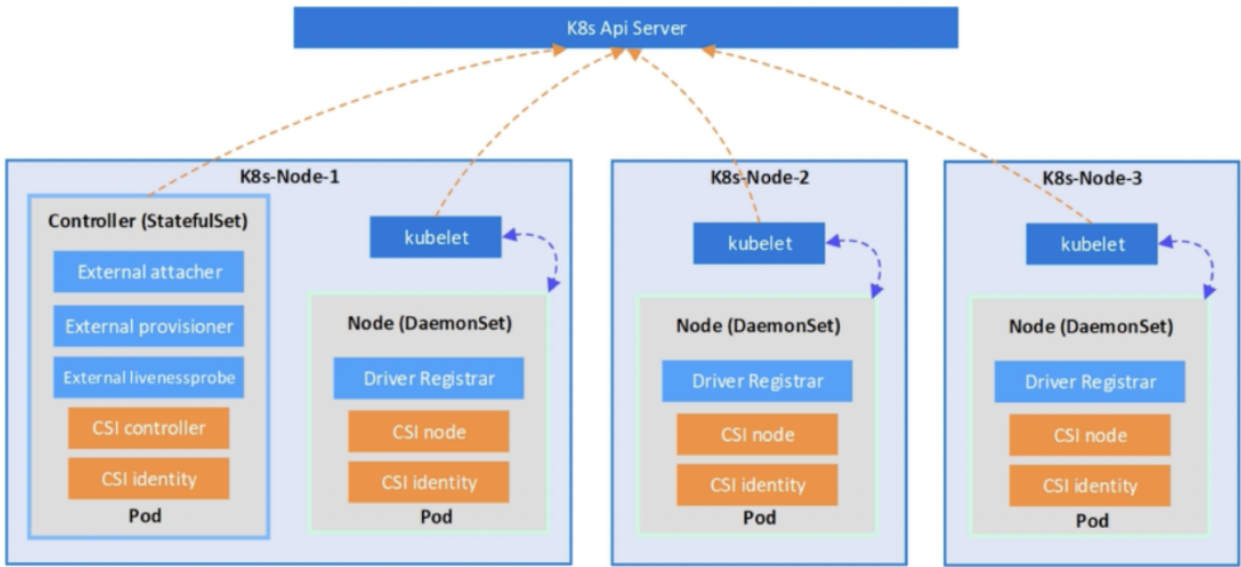 K8s Api Server
K8s-Node-1
Controller (StatefulSet)
External attacher
External provisioner
External livenessprobe
CSI controller
CSI identity
Pod
kubelet
Node (DaemonSet)
Driver Registrar
CSI node
CSI identity
Pod
K8s-Node-2
kubelet
Node (DaemonSet)
Driver Registrar
CSI node
CSI identity
Pod
K8s-Node-3
kubelet
Node (DaemonSet)
Driver Registrar
CSI node
CSI identity
Pod